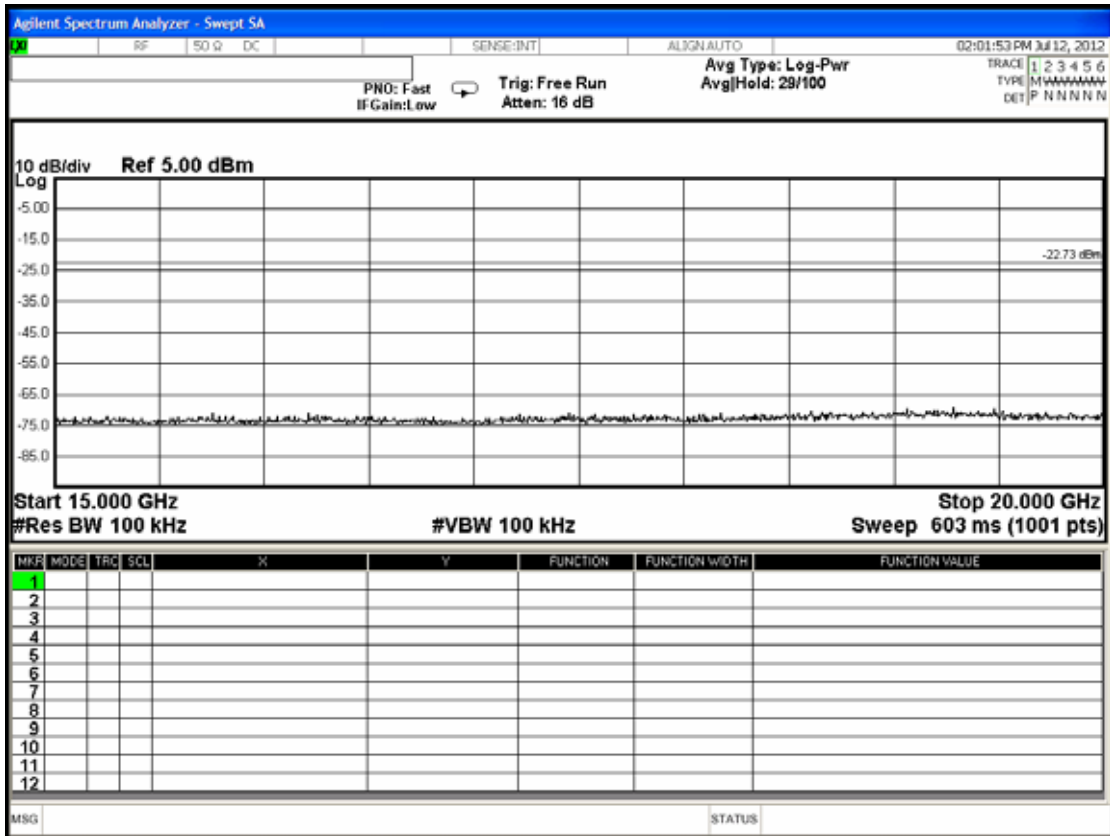 Agilent Spectrum Analyzer - Swept SA
LXI RF 50 Ω DC SENSE:INT ALIGN AUTO 02:01:53 PM Jul 12, 2012
Avg Type: Log-Pwr TRACE 1 2 3 4 5 6
PNO: Fast Trig: Free Run Avg|Hold: 29/100 TYPE M
IFGain:Low Atten: 16 dB DET P N N N N N
10 dB/div Ref 5.00 dBm
Log
-5.00
-15.0
-22.73 dBm
-25.0
-35.0
-45.0
-55.0
-65.0
-75.0
-85.0
Start 15.000 GHz Stop 20.000 GHz
#Res BW 100 kHz #VBW 100 kHz Sweep 603 ms (1001 pts)
MKR MODE TRC SCL X Y FUNCTION FUNCTION WIDTH FUNCTION VALUE
1
2
3
4
5
6
7
8
9
10
11
12
MSG STATUS